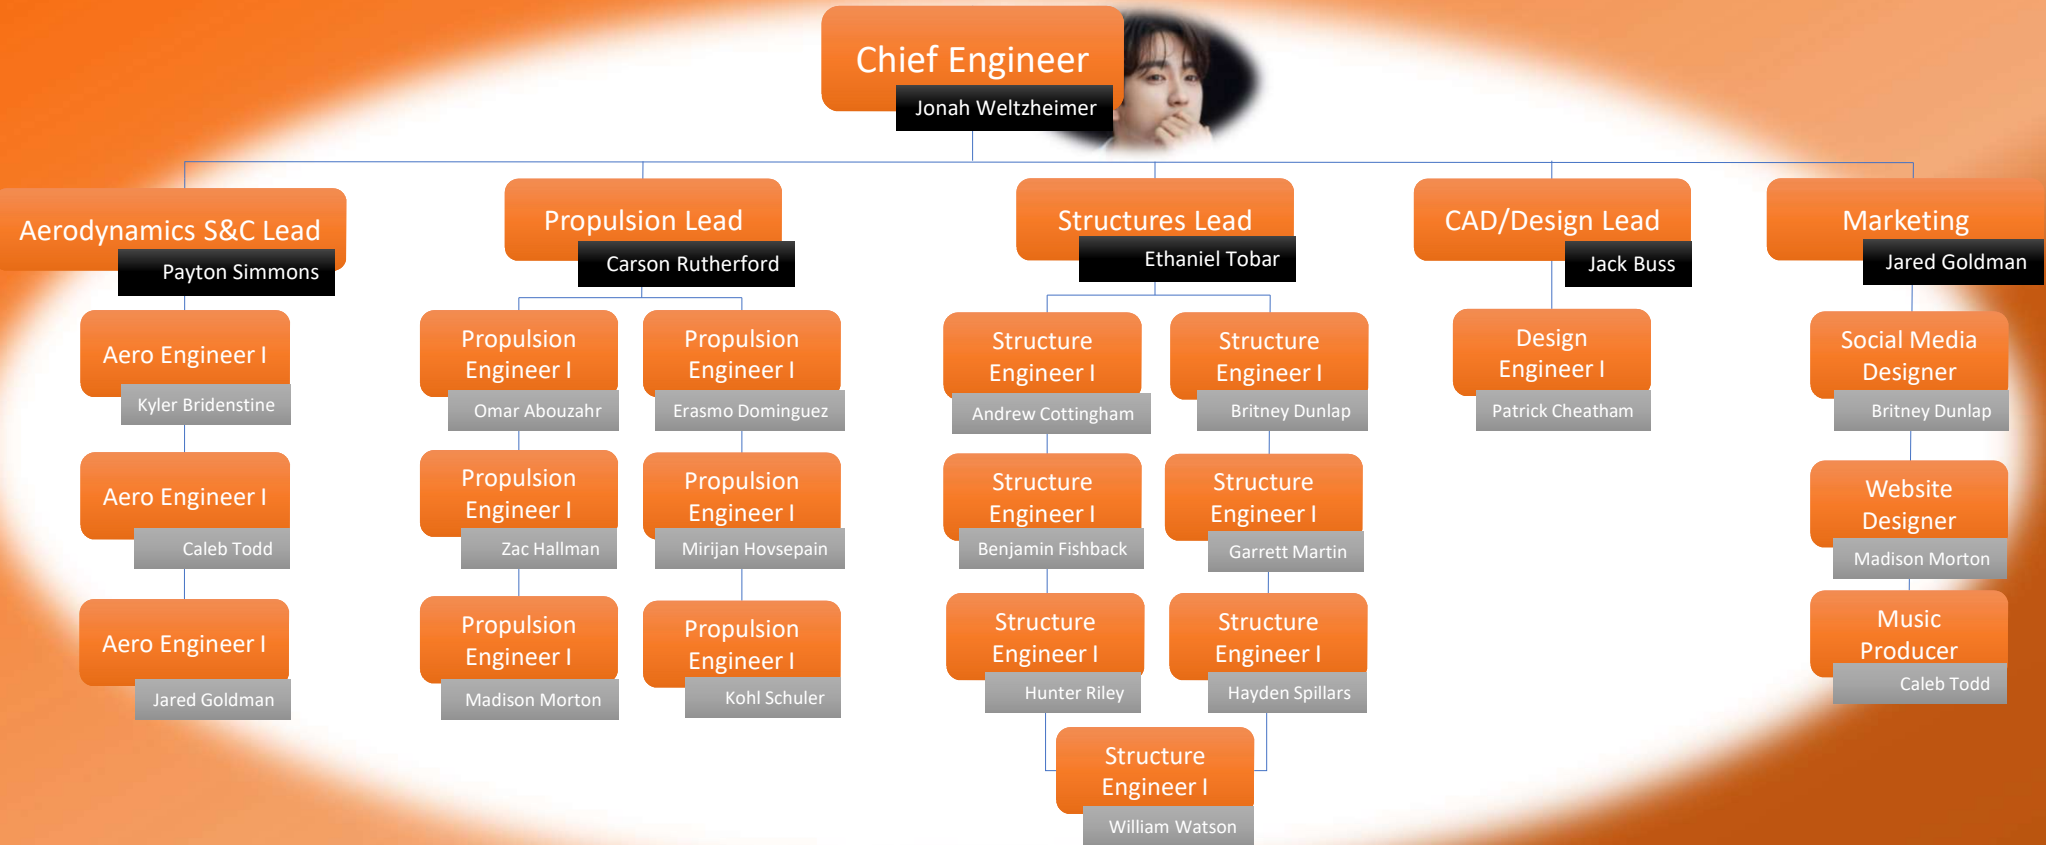 Chief Engineer
Jonah Weltzheimer
Aerodynamics S&C Lead
Payton Simmons
Aero Engineer I
Kyler Bridenstine
Aero Engineer I
Caleb Todd
Aero Engineer I
Jared Goldman
Propulsion Lead
Carson Rutherford
Propulsion
Engineer I
Omar Abouzahr
Propulsion
Engineer I
Zac Hallman
Propulsion
Engineer I
Madison Morton
Propulsion
Engineer I
Erasmo Dominguez
Propulsion
Engineer I
Mirijan Hovsepain
Propulsion
Engineer I
Kohl Schuler
Structures Lead
Ethaniel Tobar
Structure
Engineer I
Andrew Cottingham
Structure
Engineer I
Benjamin Fishback
Structure
Engineer I
Hunter Riley
Structure
Engineer I
Britney Dunlap
Structure
Engineer I
Garrett Martin
Structure
Engineer I
Hayden Spillars
Structure
Engineer I
William Watson
CAD/Design Lead
Jack Buss
Design
Engineer I
Patrick Cheatham
Marketing
Jared Goldman
Social Media
Designer
Britney Dunlap
Website
Designer
Madison Morton
Music
Producer
Caleb Todd